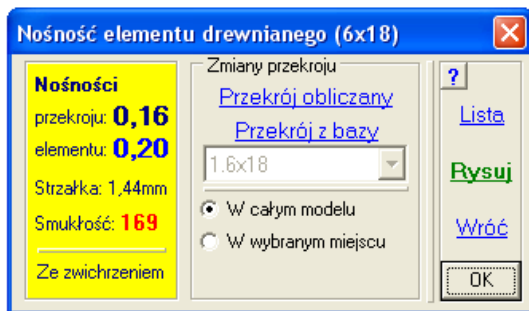 Nośność elementu drewnianego (6x18)
Nośności
przekroju: 0,16
elementu: 0,20
Strzałka: 1,44mm
Smukłość: 169
Ze zwichrzeniem
Zmiany przekroju
Przekrój obliczany
Przekrój z bazy
1.6x18
W całym modelu
W wybranym miejscu
?
Lista
Rysuj
Wróć
OK